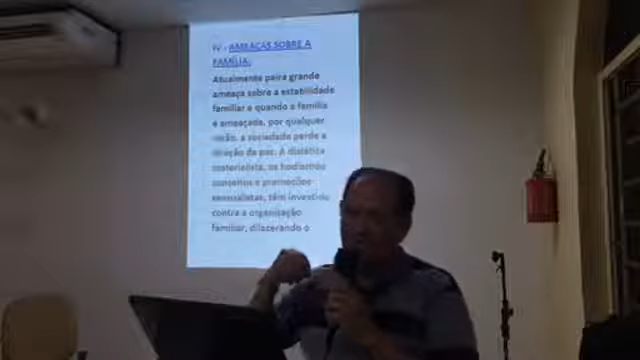 IV - AMEAÇAS SOBRE A
FAMÍLIA:
Atualmente paira grande
ameaça sobre a estabilidade
familiar e quando a família
é ameaçada, por qualquer
razão, a sociedade perde a
direção da paz. A dialética
materialista, os hodiernos
conceitos e promoções
sensualistas, têm investido
contra a organização
familiar, dilacerando o